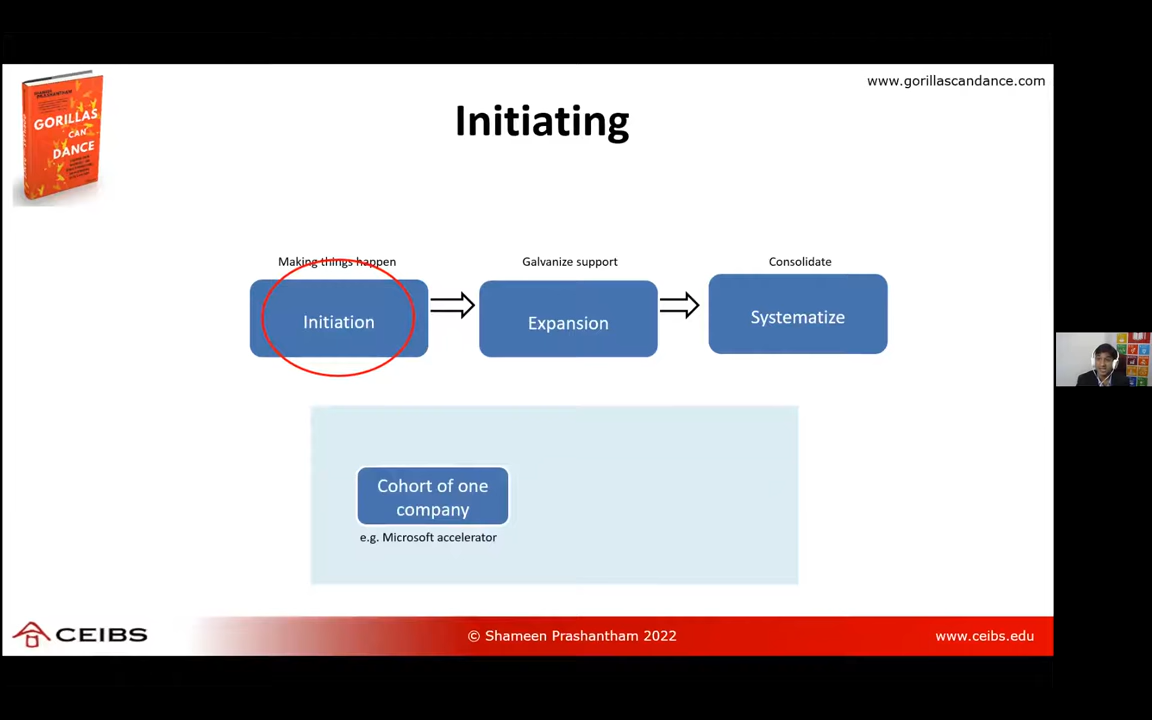 www.gorillascandance.com
GORILLAS
CAN
DANCE
Initiating
Making things happen
Galvanize support
Consolidate
Initiation
Expansion
Systematize
Cohort of one
company
e.g. Microsoft accelerator
CEIBS
© Shameen Prashantham 2022
www.ceibs.edu